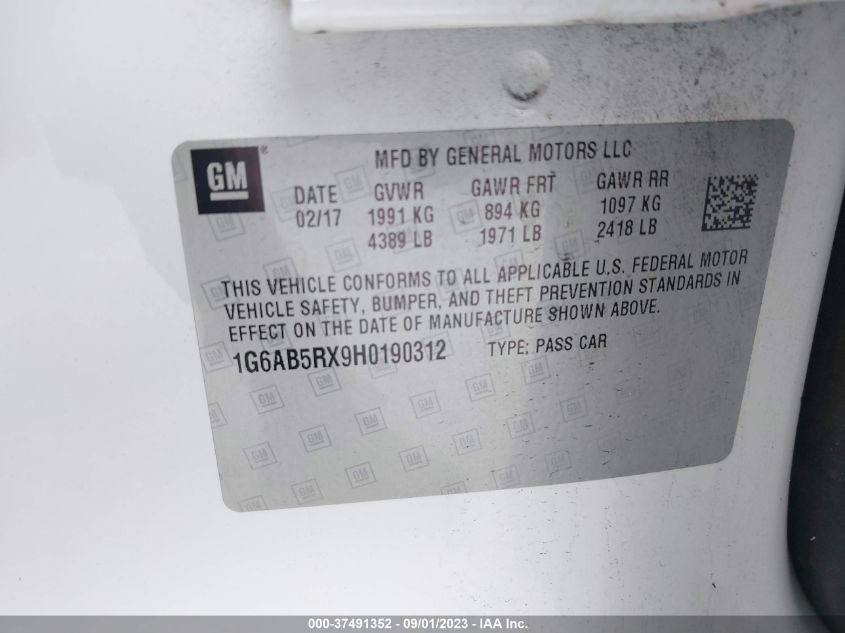 GM®
MFD BY GENERAL MOTORS LLC
DATE GVWR GAWR FRT GAWR RR
02/17 1991 KG 894 KG 1097 KG
4389 LB 1971 LB 2418 LB
THIS VEHICLE CONFORMS TO ALL APPLICABLE U.S. FEDERAL MOTOR
VEHICLE SAFETY, BUMPER, AND THEFT PREVENTION STANDARDS IN
EFFECT ON THE DATE OF MANUFACTURE SHOWN ABOVE.
1G6AB5RX9H0190312 TYPE: PASS CAR
000-37491352 - 09/01/2023 - IAA Inc.